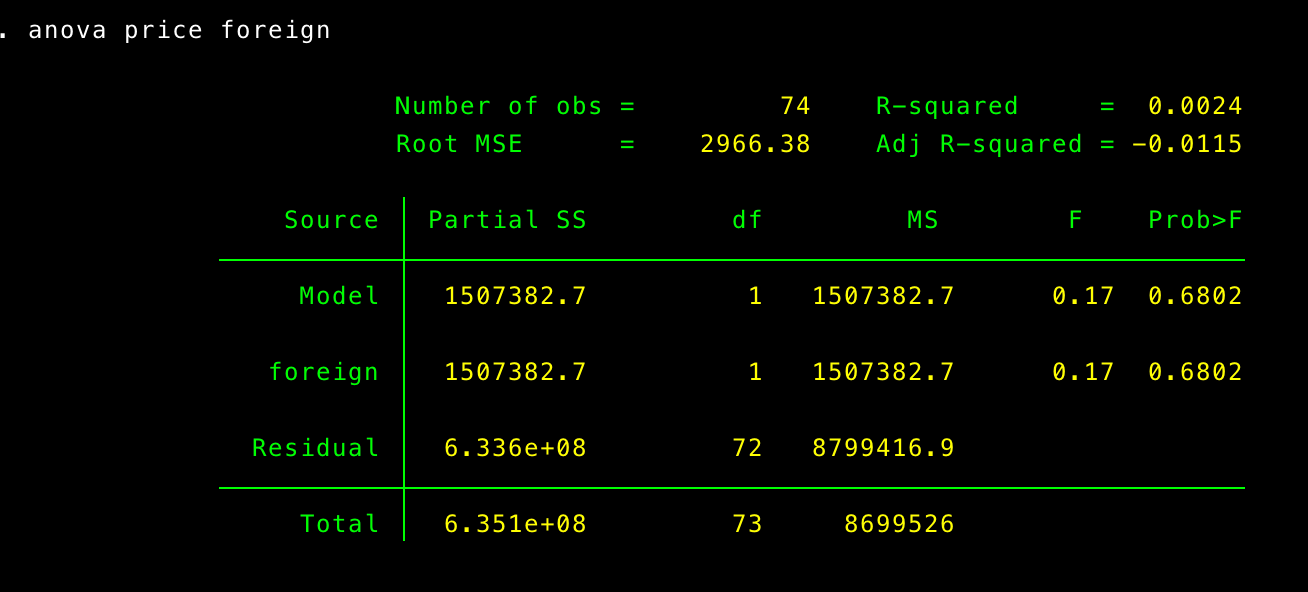 . anova price foreign
Number of obs = 74 R-squared = 0.0024
Root MSE = 2966.38 Adj R-squared = -0.0115
Source Partial SS df MS F Prob>F
Model 1507382.7 1 1507382.7 0.17 0.6802
foreign 1507382.7 1 1507382.7 0.17 0.6802
Residual 6.336e+08 72 8799416.9
Total 6.351e+08 73 8699526